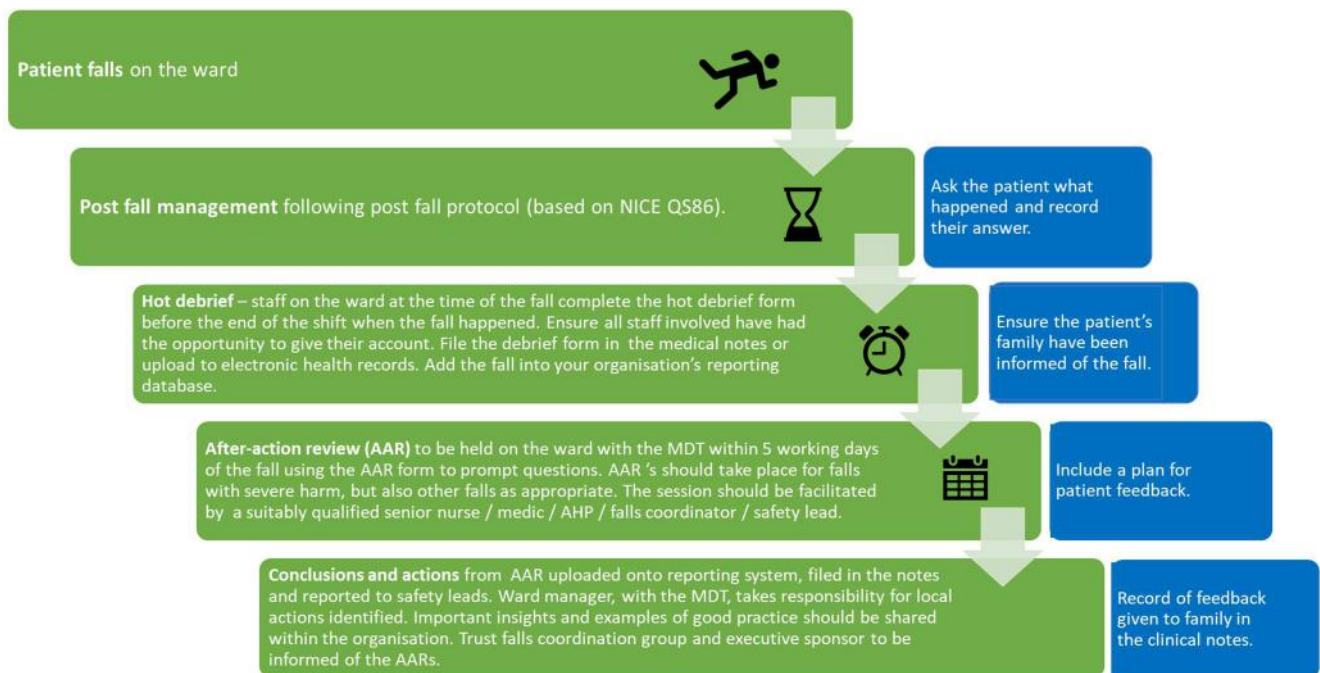 Patient falls on the ward
Post fall management following post fall protocol (based on NICE QS86).
Ask the patient what
happened and record
their answer.
Hot debrief – staff on the ward at the time of the fall complete the hot debrief form
before the end of the shift when the fall happened. Ensure all staff involved have had
the opportunity to give their account. File the debrief form in the medical notes or
upload to electronic health records. Add the fall into your organisation's reporting
database.
Ensure the patient's
family have been
informed of the fall.
After-action review (AAR) to be held on the ward with the MDT within 5 working days
of the fall using the AAR form to prompt questions. AAR 's should take place for falls
with severe harm, but also other falls as appropriate. The session should be facilitated
by a suitably qualified senior nurse / medic / AHP / falls coordinator / safety lead.
Include a plan for
patient feedback.
Conclusions and actions from AAR uploaded onto reporting system, filed in the notes
and reported to safety leads. Ward manager, with the MDT, takes responsibility for local
actions identified. Important insights and examples of good practice should be shared
within the organisation. Trust falls coordination group and executive sponsor to be
informed of the AARs.
Record of feedback
given to family in
the clinical notes.